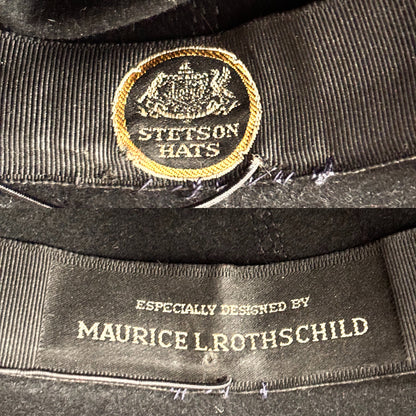 STETSON
HATS
ESPECIALLY DESIGNED BY
MAURICE L. ROTHSCHILD